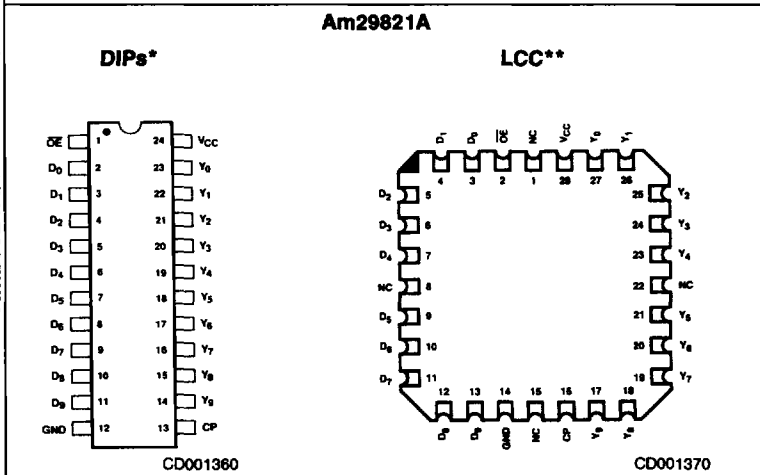 Am29821A
DIPs*
OE 1 24 VCC
D0 2 23 Y0
D1 3 22 Y1
D2 4 21 Y2
D3 5 20 Y3
D4 6 19 Y4
D5 7 18 Y5
D6 8 17 Y6
D7 9 16 Y7
D8 10 15 Y8
D9 11 14 Y9
GND 12 13 CP
CD001360
LCC**
D1 D0 OE NC VCC Y0 Y1
4 3 2 1 28 27 26
D2 5 25 Y2
D3 6 24 Y3
D4 7 23 Y4
NC 8 22 NC
D5 9 21 Y5
D6 10 20 Y6
D7 11 19 Y7
12 13 14 15 16 17 18
D8 D9 GND NC CP Y9 Y8
CD001370